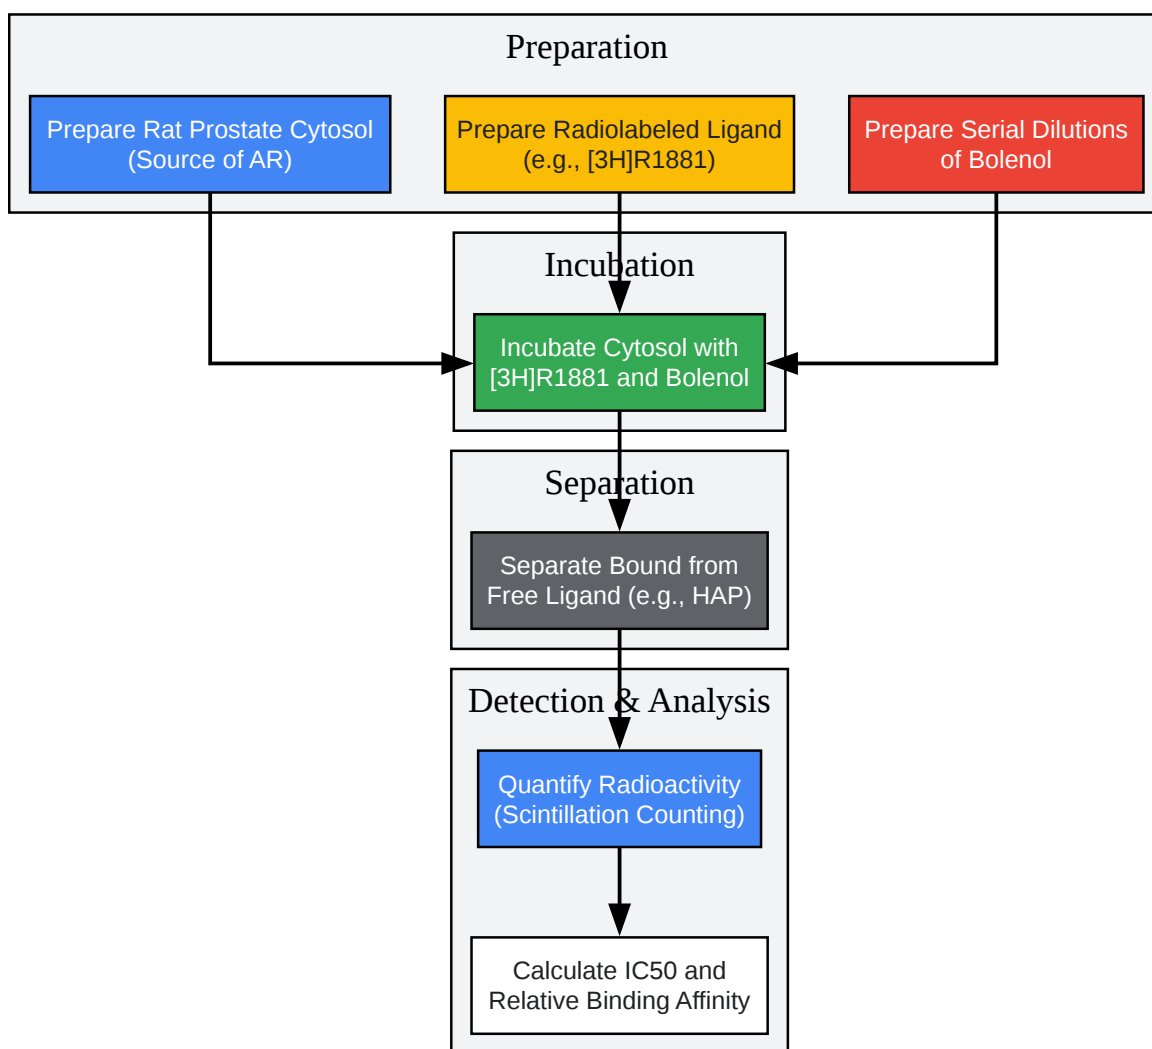 Preparation
Prepare Rat Prostate Cytosol
(Source of AR)
Prepare Radiolabeled Ligand
(e.g., [3H]R1881)
Prepare Serial Dilutions
of Bolenol
Incubation
Incubate Cytosol with
[3H]R1881 and Bolenol
Separation
Separate Bound from
Free Ligand (e.g., HAP)
Detection & Analysis
Quantify Radioactivity
(Scintillation Counting)
Calculate IC50 and
Relative Binding Affinity